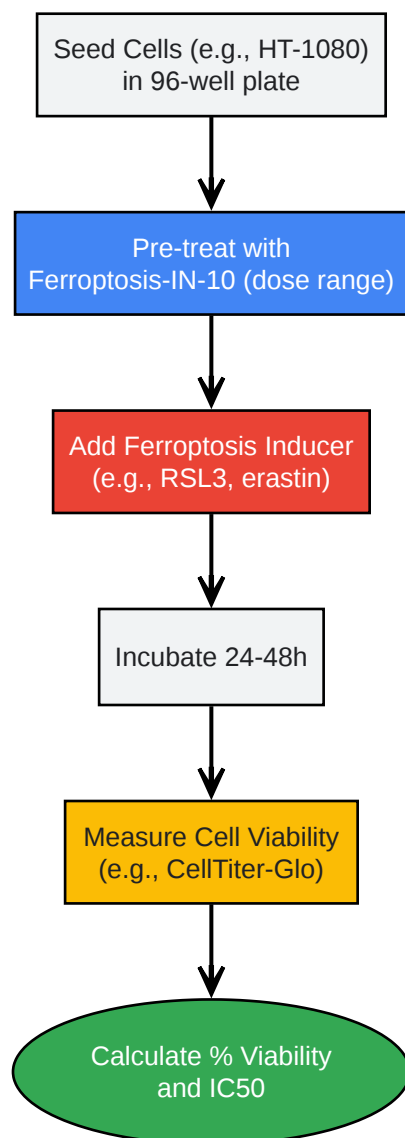 Seed Cells (e.g., HT-1080)
in 96-well plate
Pre-treat with
Ferroptosis-IN-10 (dose range)
Add Ferroptosis Inducer
(e.g., RSL3, erastin)
Incubate 24-48h
Measure Cell Viability
(e.g., CellTiter-Glo)
Calculate % Viability
and IC50